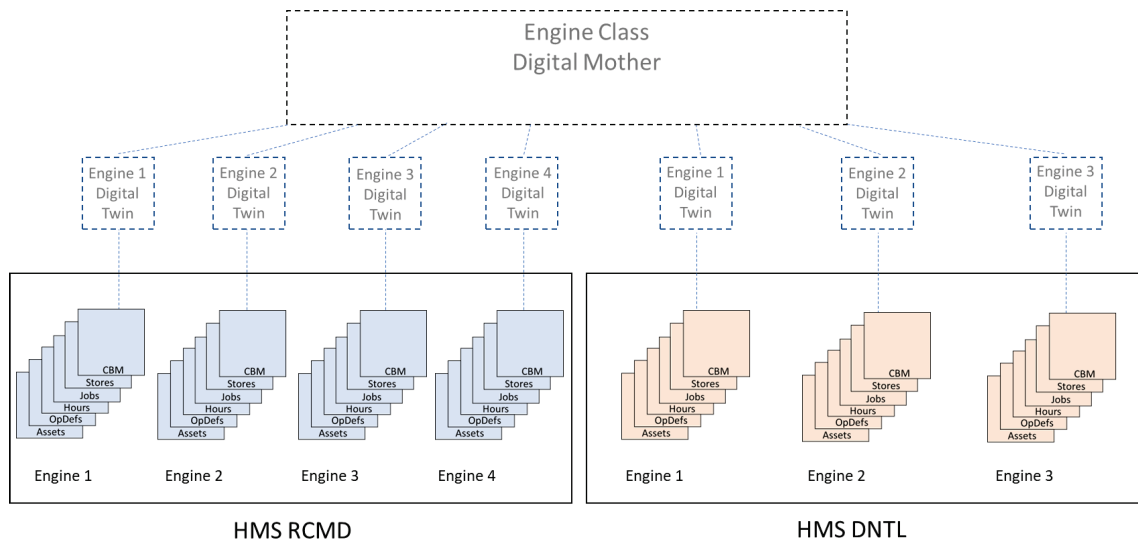 Engine Class
Digital Mother
Engine 1
Digital
Twin
Engine 2
Digital
Twin
Engine 3
Digital
Twin
Engine 4
Digital
Twin
Engine 1
Digital
Twin
Engine 2
Digital
Twin
Engine 3
Digital
Twin
CBM
Stores
Jobs
Hours
OpDefs
Assets
Engine 1
CBM
Stores
Jobs
Hours
OpDefs
Assets
Engine 2
CBM
Stores
Jobs
Hours
OpDefs
Assets
Engine 3
CBM
Stores
Jobs
Hours
OpDefs
Assets
Engine 4
HMS RCMD
CBM
Stores
Jobs
Hours
OpDefs
Assets
Engine 1
CBM
Stores
Jobs
Hours
OpDefs
Assets
Engine 2
CBM
Stores
Jobs
Hours
OpDefs
Assets
Engine 3
HMS DNTL